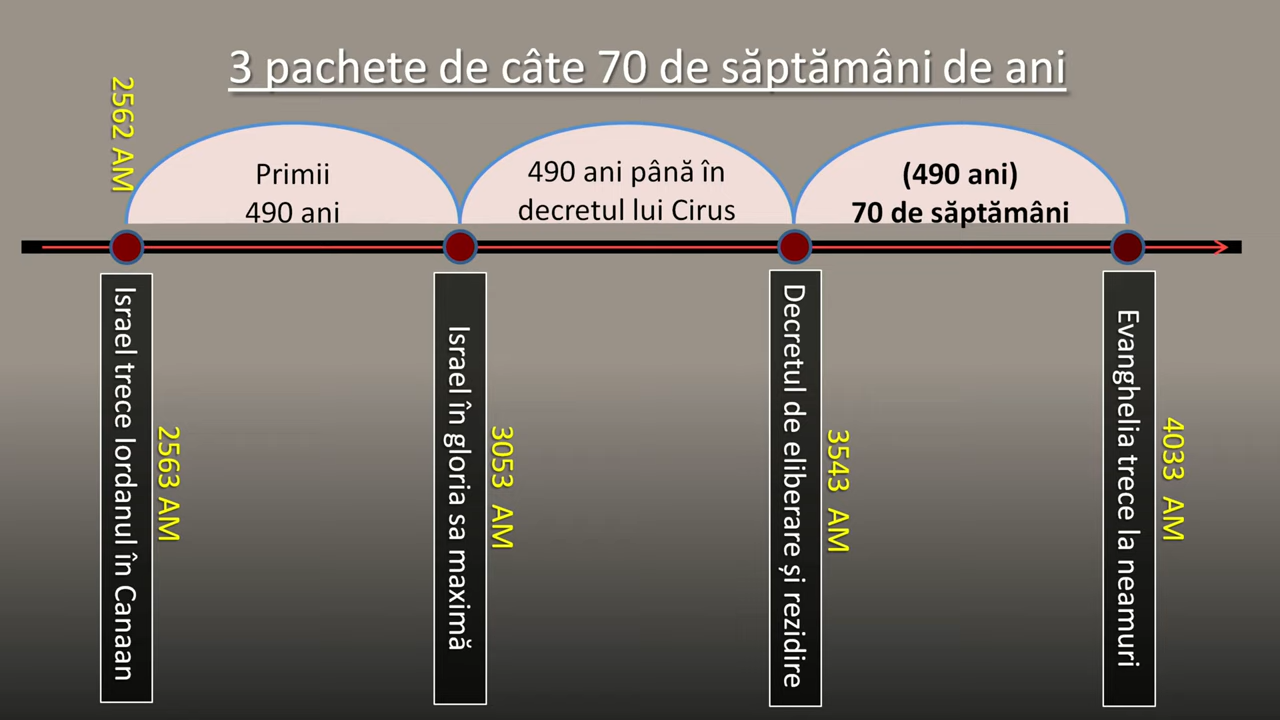 3 pachete de câte 70 de săptămâni de ani
2562 AM
Primii
490 ani
490 ani până în
decretul lui Cirus
(490 ani)
70 de săptămâni
Israel trece Iordanul în Canaan
2563 AM
Israel în gloria sa maximă
3053 AM
Decretul de eliberare și rezidire
3543 AM
Evanghelia trece la neamuri
4033 AM